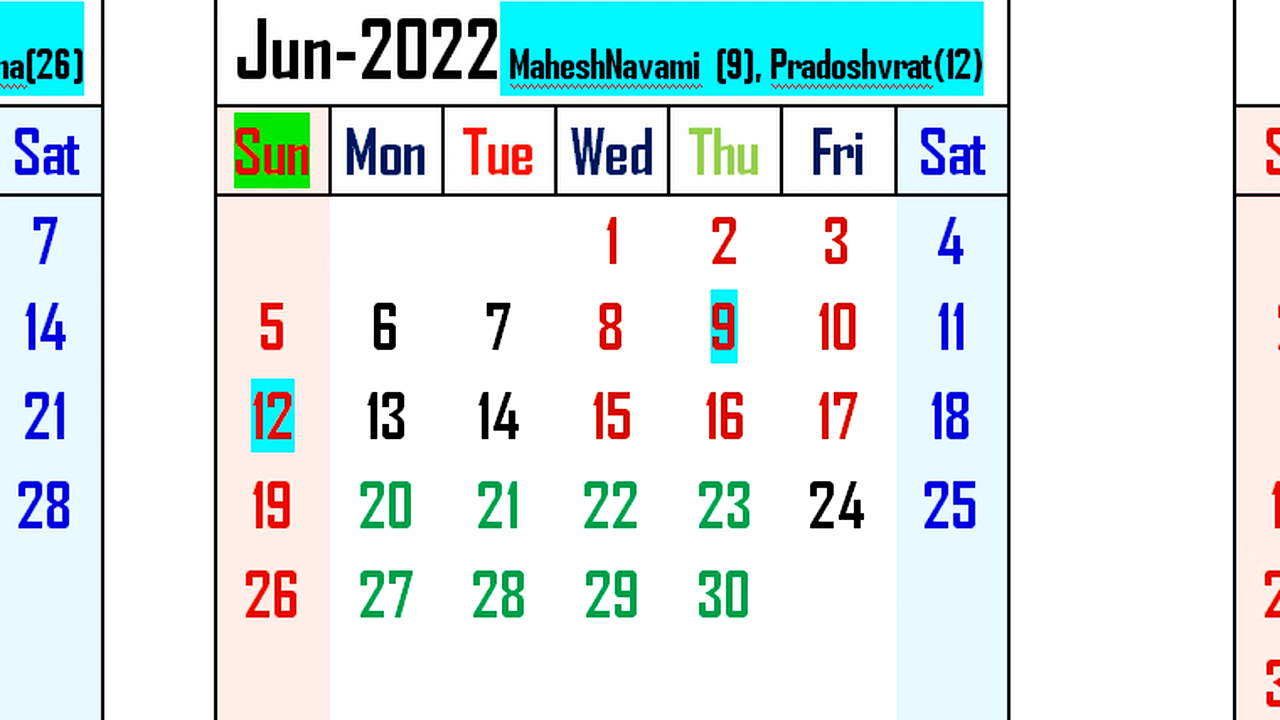 na(26)
Jun-2022 MaheshNavami (9), Pradoshvrat(12)
Sat
Sun Mon Tue Wed Thu Fri Sat
7
1 2 3 4
14
5 6 7 8 9 10 11
21
12 13 14 15 16 17 18
28
19 20 21 22 23 24 25
26 27 28 29 30